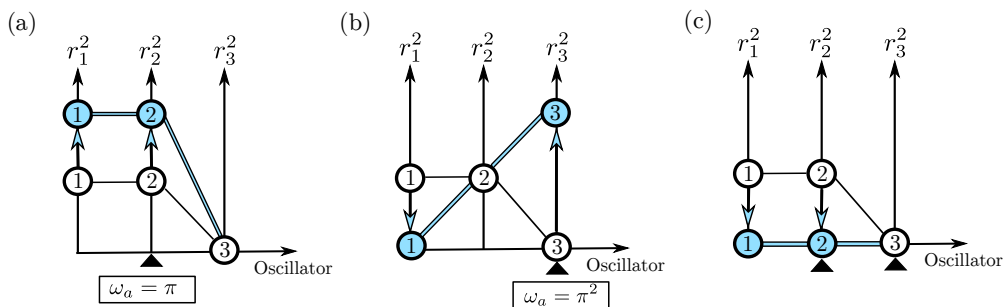 (a)
(b)
(c)
r_1^2 r_2^2 r_3^2
r_1^2 r_2^2 r_3^2
r_1^2 r_2^2 r_3^2
1 2
1 2 3
Oscillator
ω_a = π
3
1 2
1 3
Oscillator
ω_a = π^2
1 2
1 2 3
Oscillator